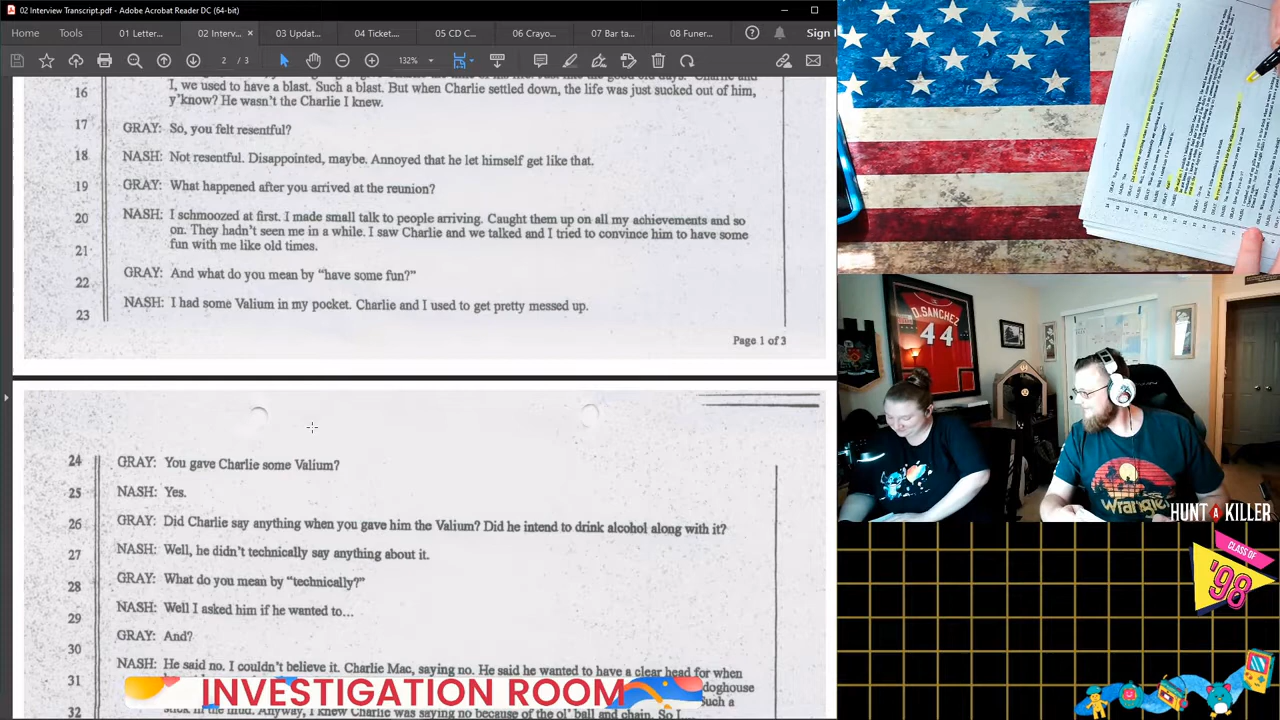 02 Interview Transcript.pdf - Adobe Acrobat Reader DC (64-bit)
Home Tools 01 Letter... 02 Interv... × 03 Updat... 04 Ticket... 05 CD C... 06 Crayo... 07 Bar ta... 08 Funer... Sign
2 / 3 132%
16 I, we used to have a blast. Such a blast. But when Charlie settled down, the life was just sucked out of him,
y'know? He wasn't the Charlie I knew.
17 GRAY: So, you felt resentful?
18 NASH: Not resentful. Disappointed, maybe. Annoyed that he let himself get like that.
19 GRAY: What happened after you arrived at the reunion?
20 NASH: I schmoozed at first. I made small talk to people arriving. Caught them up on all my achievements and so
on. They hadn't seen me in a while. I saw Charlie and we talked and I tried to convince him to have some
21 fun with me like old times.
22 GRAY: And what do you mean by "have some fun?"
23 NASH: I had some Valium in my pocket. Charlie and I used to get pretty messed up.
Page 1 of 3
24 GRAY: You gave Charlie some Valium?
25 NASH: Yes.
26 GRAY: Did Charlie say anything when you gave him the Valium? Did he intend to drink alcohol along with it?
27 NASH: Well, he didn't technically say anything about it.
28 GRAY: What do you mean by "technically?"
29 NASH: Well I asked him if he wanted to...
30 GRAY: And?
31 NASH: He said no. I couldn't believe it. Charlie Mac, saying no. He said he wanted to have a clear head for when
doghouse
Such a
32 stick in the mud. Anyway, I knew Charlie was saying no because of the ol' ball and chain. So I....
INVESTIGATION ROOM
D.SANCHEZ
44
Wrangler
HUNT A KILLER
CLASS OF
'98